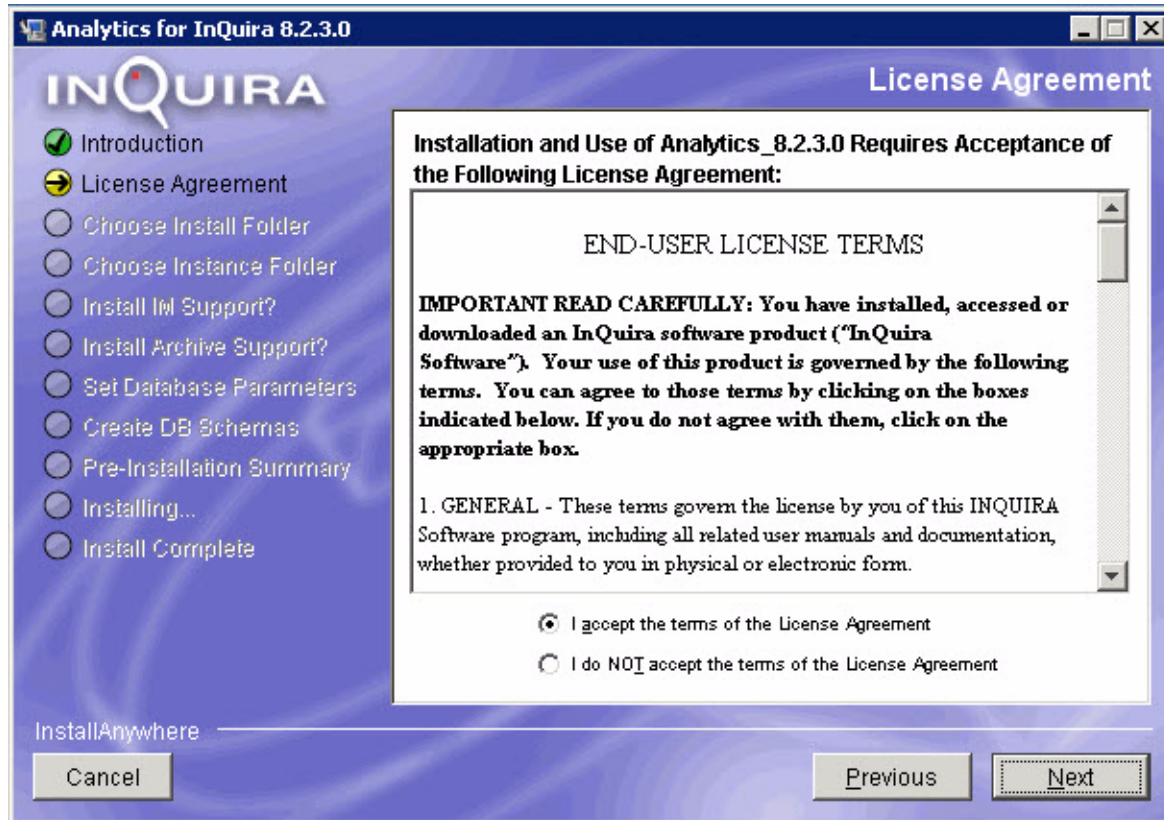 Analytics for InQuira 8.2.3.0
INQUIRA
License Agreement
Introduction
License Agreement
Choose Install Folder
Choose Instance Folder
Install IM Support?
Install Archive Support?
Set Database Parameters
Create DB Schemas
Pre-Installation Summary
Installing...
Install Complete
Installation and Use of Analytics_8.2.3.0 Requires Acceptance of
the Following License Agreement:
END-USER LICENSE TERMS
IMPORTANT READ CAREFULLY: You have installed, accessed or
downloaded an InQuira software product (“InQuira
Software”). Your use of this product is governed by the following
terms. You can agree to those terms by clicking on the boxes
indicated below. If you do not agree with them, click on the
appropriate box.
1. GENERAL - These terms govern the license by you of this INQUIRA
Software program, including all related user manuals and documentation,
whether provided to you in physical or electronic form.
I accept the terms of the License Agreement
I do NOT accept the terms of the License Agreement
InstallAnywhere
Cancel
Previous
Next